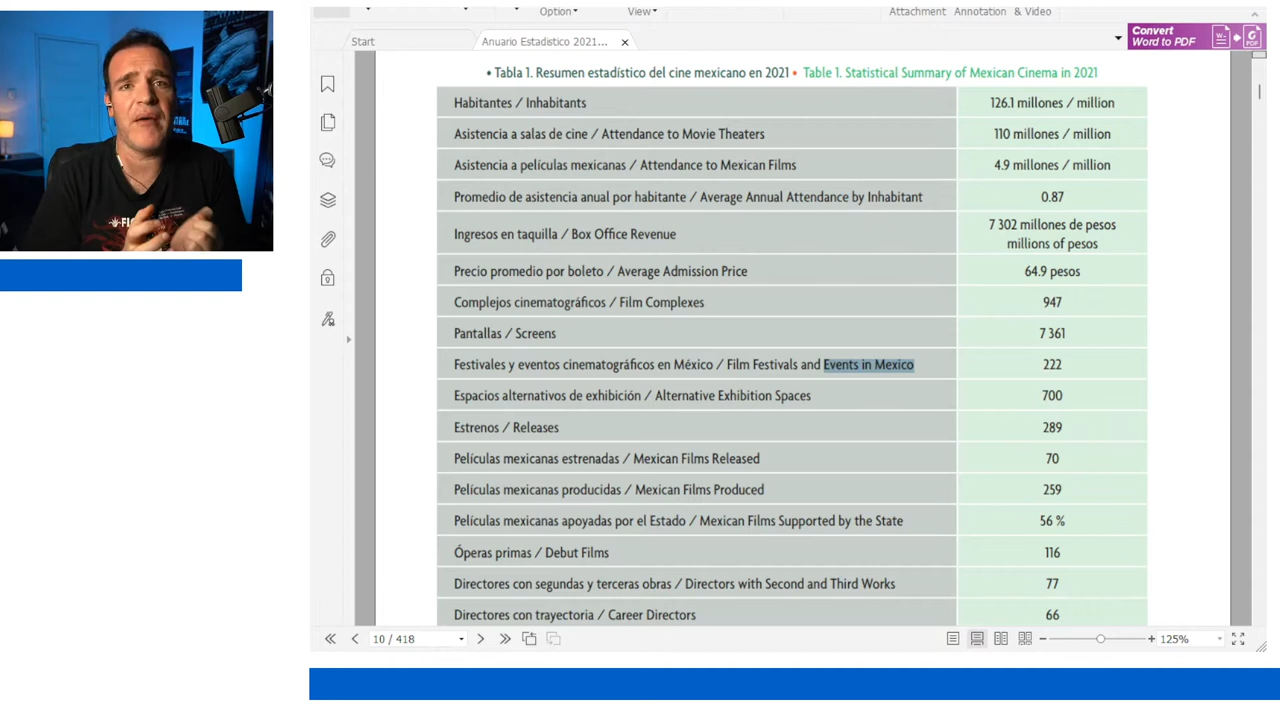 Option
View
Attachment Annotation & Video
Start
Anuario Estadistico 2021...
Convert
Word to PDF
• Tabla 1. Resumen estadístico del cine mexicano en 2021 • Table 1. Statistical Summary of Mexican Cinema in 2021
Habitantes / Inhabitants 126.1 millones / million
Asistencia a salas de cine / Attendance to Movie Theaters 110 millones / million
Asistencia a películas mexicanas / Attendance to Mexican Films 4.9 millones / million
Promedio de asistencia anual por habitante / Average Annual Attendance by Inhabitant 0.87
Ingresos en taquilla / Box Office Revenue 7 302 millones de pesos
millions of pesos
Precio promedio por boleto / Average Admission Price 64.9 pesos
Complejos cinematográficos / Film Complexes 947
Pantallas / Screens 7 361
Festivales y eventos cinematográficos en México / Film Festivals and Events in Mexico 222
Espacios alternativos de exhibición / Alternative Exhibition Spaces 700
Estrenos / Releases 289
Películas mexicanas estrenadas / Mexican Films Released 70
Películas mexicanas producidas / Mexican Films Produced 259
Películas mexicanas apoyadas por el Estado / Mexican Films Supported by the State 56 %
Óperas primas / Debut Films 116
Directores con segundas y terceras obras / Directors with Second and Third Works 77
Directores con trayectoria / Career Directors 66
10 / 418
125%